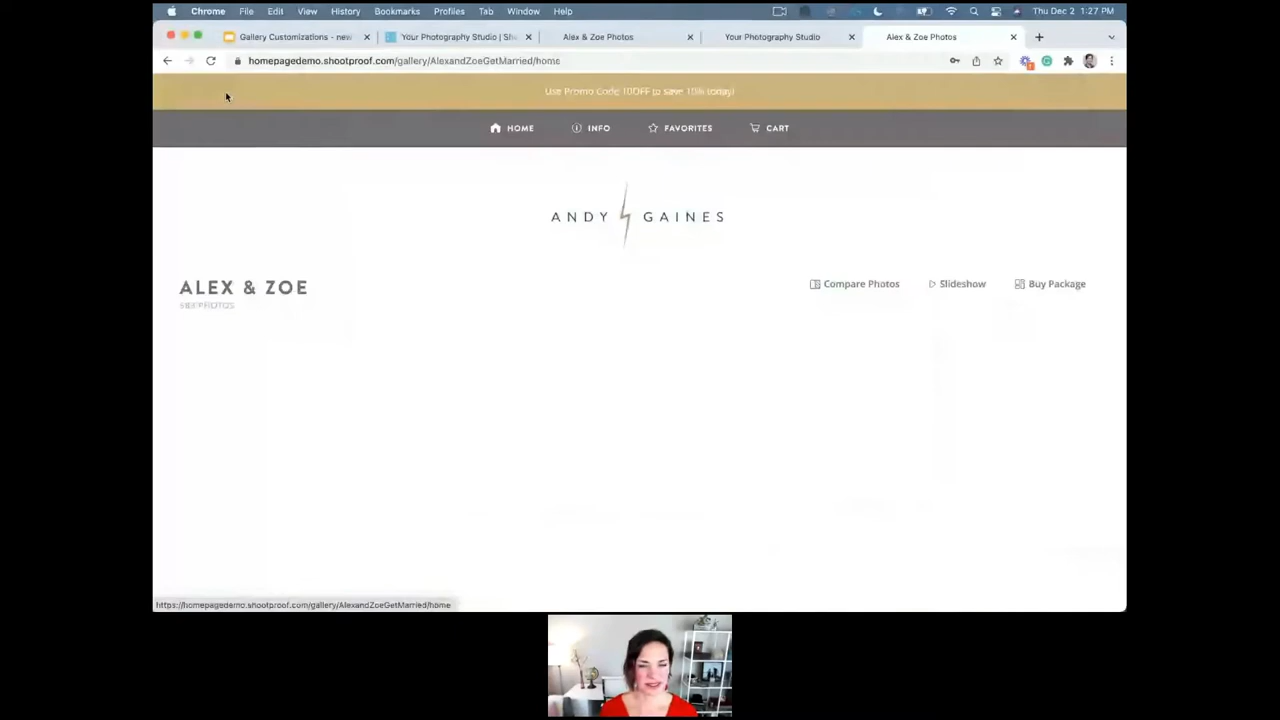 Chrome File Edit View History Bookmarks Profiles Tab Window Help Thu Dec 2 1:27 PM
Gallery Customizations - new Your Photography Studio | Sh Alex & Zoe Photos Your Photography Studio Alex & Zoe Photos
homepagedemo.shootproof.com/gallery/AlexandZoeGetMarried/home
Use Promo Code 10OFF to save 10% today)
HOME INFO FAVORITES CART
ANDY GAINES
ALEX & ZOE
PHOTOS
Compare Photos Slideshow Buy Package
https://homepagedemo.shootproof.com/gallery/AlexandZoeGetMarried/home